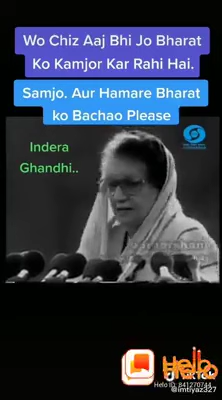 Wo Chiz Aaj Bhi Jo Bharat
Ko Kamjor Kar Rahi Hai.
Samjo. Aur Hamare Bharat
ko Bachao Please
Indera
Ghandhi..
doordarshan
Helo
Helo ID: 841270744
@imtiyaz327